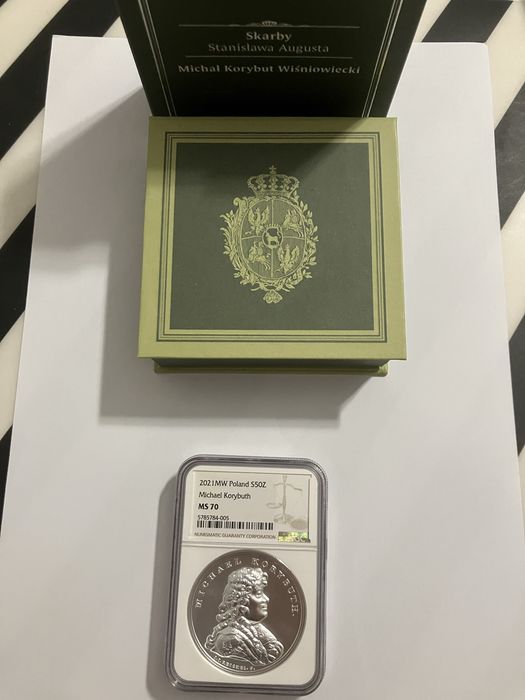 Skarby
Stanisława Augusta
Michał Korybut Wiśniowiecki
2021MW Poland S50Z
Michael Korybuth
MS 70
5785784-005
NUMISMATIC GUARANTY CORPORATION
MICHAEL KORYBUTH.